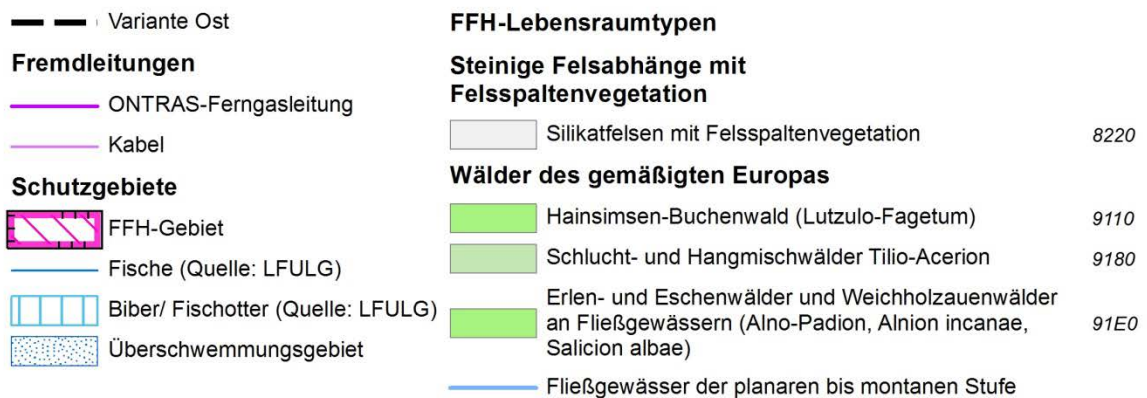 Variante Ost
Fremdleitungen
ONTRAS-Ferngasleitung
Kabel
Schutzgebiete
FFH-Gebiet
Fische (Quelle: LFULG)
Biber/ Fischotter (Quelle: LFULG)
Überschwemmungsgebiet
FFH-Lebensraumtypen
Steinige Felsabhänge mit
Felsspaltenvegetation
Silikatfelsen mit Felsspaltenvegetation 8220
Wälder des gemäßigten Europas
Hainsimsen-Buchenwald (Lutzulo-Fagetum) 9110
Schlucht- und Hangmischwälder Tilio-Acerion 9180
Erlen- und Eschenwälder und Weichholzauenwälder
an Fließgewässern (Alno-Padion, Alnion incanae, 91E0
Salicion albae)
Fließgewässer der planaren bis montanen Stufe